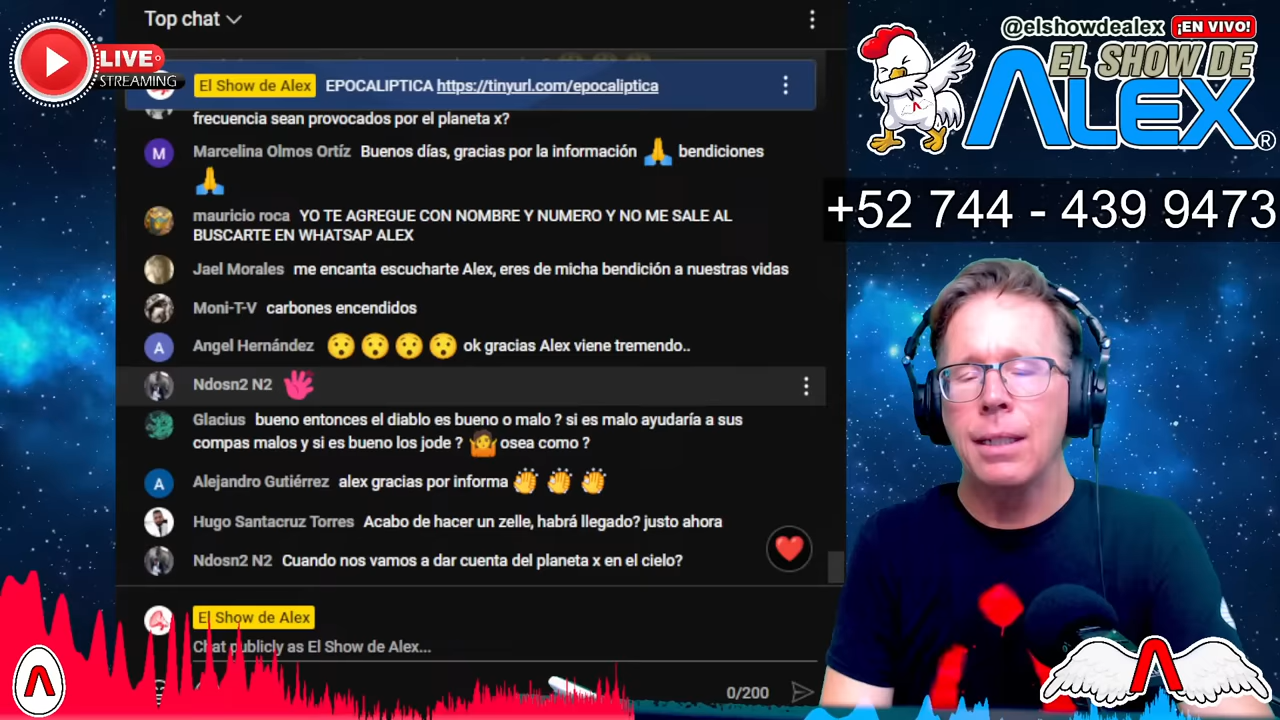 Top chat
LIVE
STREAMING
El Show de Alex EPOCALIPTICA https://tinyurl.com/epocaliptica
frecuencia sean provocados por el planeta x?
M Marcelina Olmos Ortíz Buenos días, gracias por la información 🙏 bendiciones
🙏
mauricio roca YO TE AGREGUE CON NOMBRE Y NUMERO Y NO ME SALE AL
BUSCARTE EN WHATSAP ALEX
Jael Morales me encanta escucharte Alex, eres de micha bendición a nuestras vidas
Moni-T-V carbones encendidos
A Angel Hernández 😯😯😯😯 ok gracias Alex viene tremendo..
Ndosn2 N2
Glacius bueno entonces el diablo es bueno o malo ? si es malo ayudaría a sus
compas malos y si es bueno los jode ? 🤷 osea como ?
A Alejandro Gutiérrez alex gracias por informa 👏👏👏
Hugo Santacruz Torres Acabo de hacer un zelle, habrá llegado? justo ahora
Ndosn2 N2 Cuando nos vamos a dar cuenta del planeta x en el cielo?
El Show de Alex
Chat publicly as El Show de Alex...
0/200
@elshowdealex ¡EN VIVO!
EL SHOW DE
ALEX®
+52 744 - 439 9473